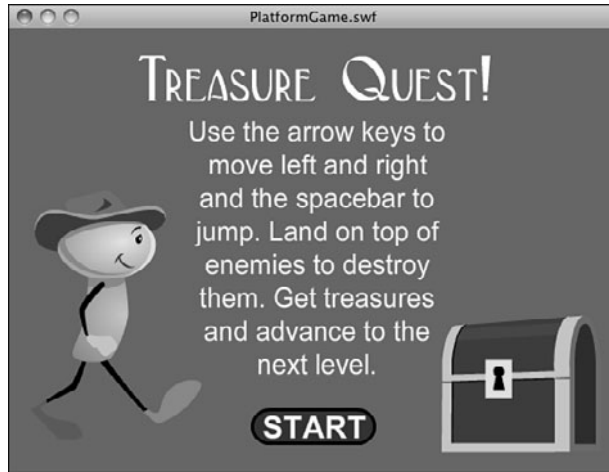 PlatformGame.swf
TREASURE QUEST!
Use the arrow keys to
move left and right
and the spacebar to
jump. Land on top of
enemies to destroy
them. Get treasures
and advance to the
next level.
START